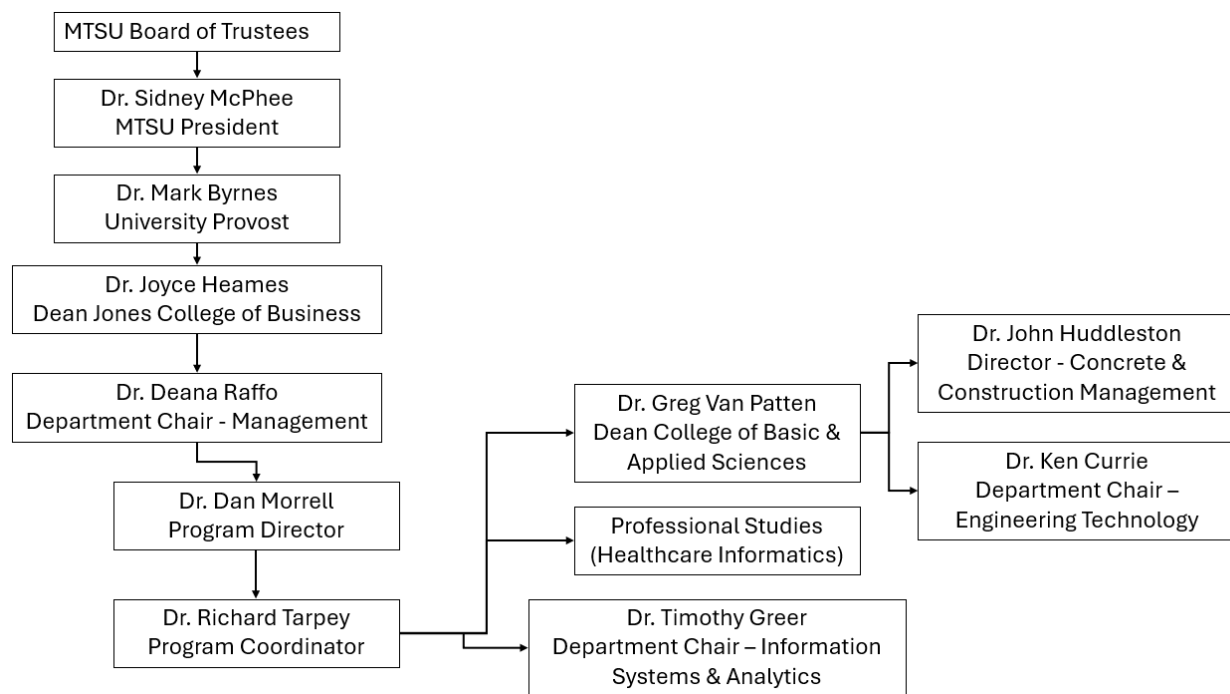 MTSU Board of Trustees
Dr. Sidney McPhee
MTSU President
Dr. Mark Byrnes
University Provost
Dr. Joyce Heames
Dean Jones College of Business
Dr. Deana Raffo
Department Chair - Management
Dr. Dan Morrell
Program Director
Dr. Richard Tarpey
Program Coordinator
Dr. Greg Van Patten
Dean College of Basic &
Applied Sciences
Professional Studies
(Healthcare Informatics)
Dr. Timothy Greer
Department Chair – Information
Systems & Analytics
Dr. John Huddleston
Director - Concrete &
Construction Management
Dr. Ken Currie
Department Chair –
Engineering Technology